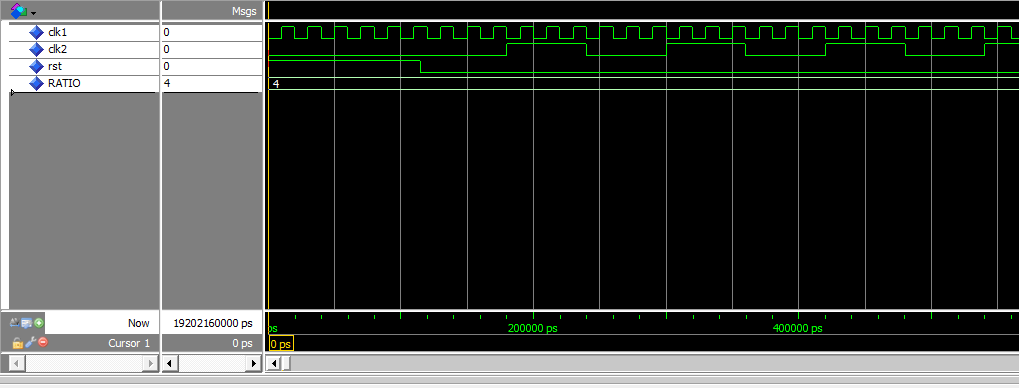 Msgs
clk1 0
clk2 0
rst 0
RATIO 4 4
Now 19202160000 ps ps 200000 ps 400000 ps
Cursor 1 0 ps 0 ps